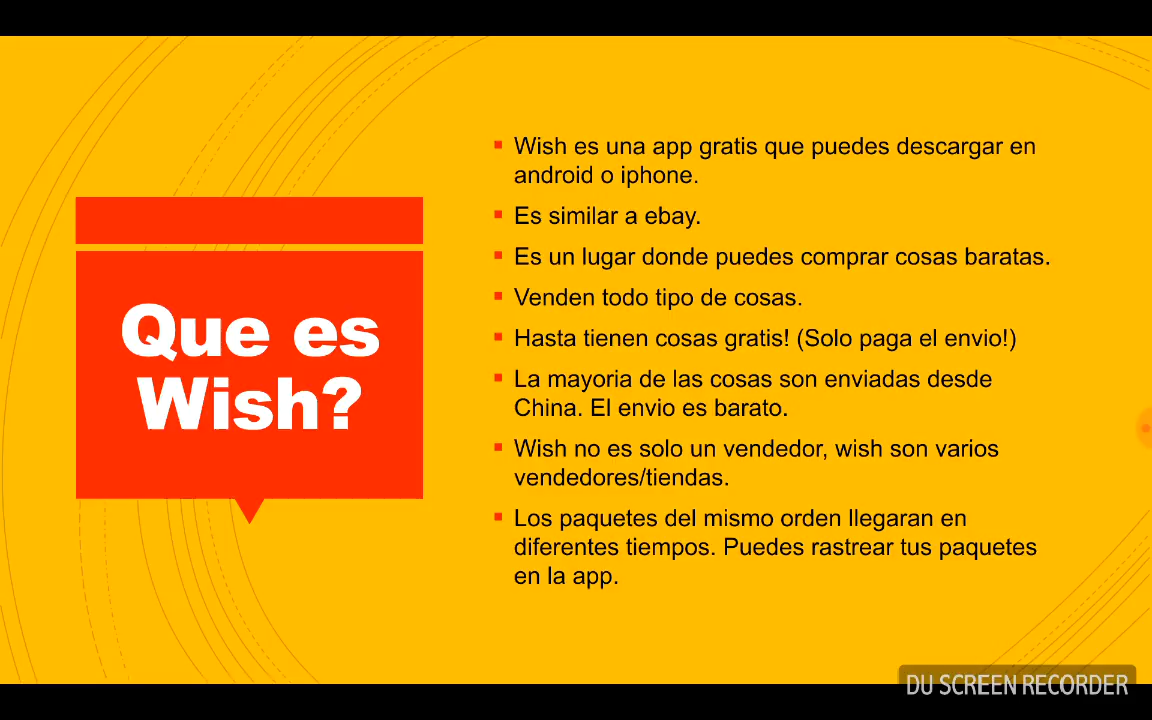 Que es
Wish?
Wish es una app gratis que puedes descargar en
android o iphone.
Es similar a ebay.
Es un lugar donde puedes comprar cosas baratas.
Venden todo tipo de cosas.
Hasta tienen cosas gratis! (Solo paga el envio!)
La mayoria de las cosas son enviadas desde
China. El envio es barato.
Wish no es solo un vendedor, wish son varios
vendedores/tiendas.
Los paquetes del mismo orden llegaran en
diferentes tiempos. Puedes rastrear tus paquetes
en la app.
DU SCREEN RECORDER